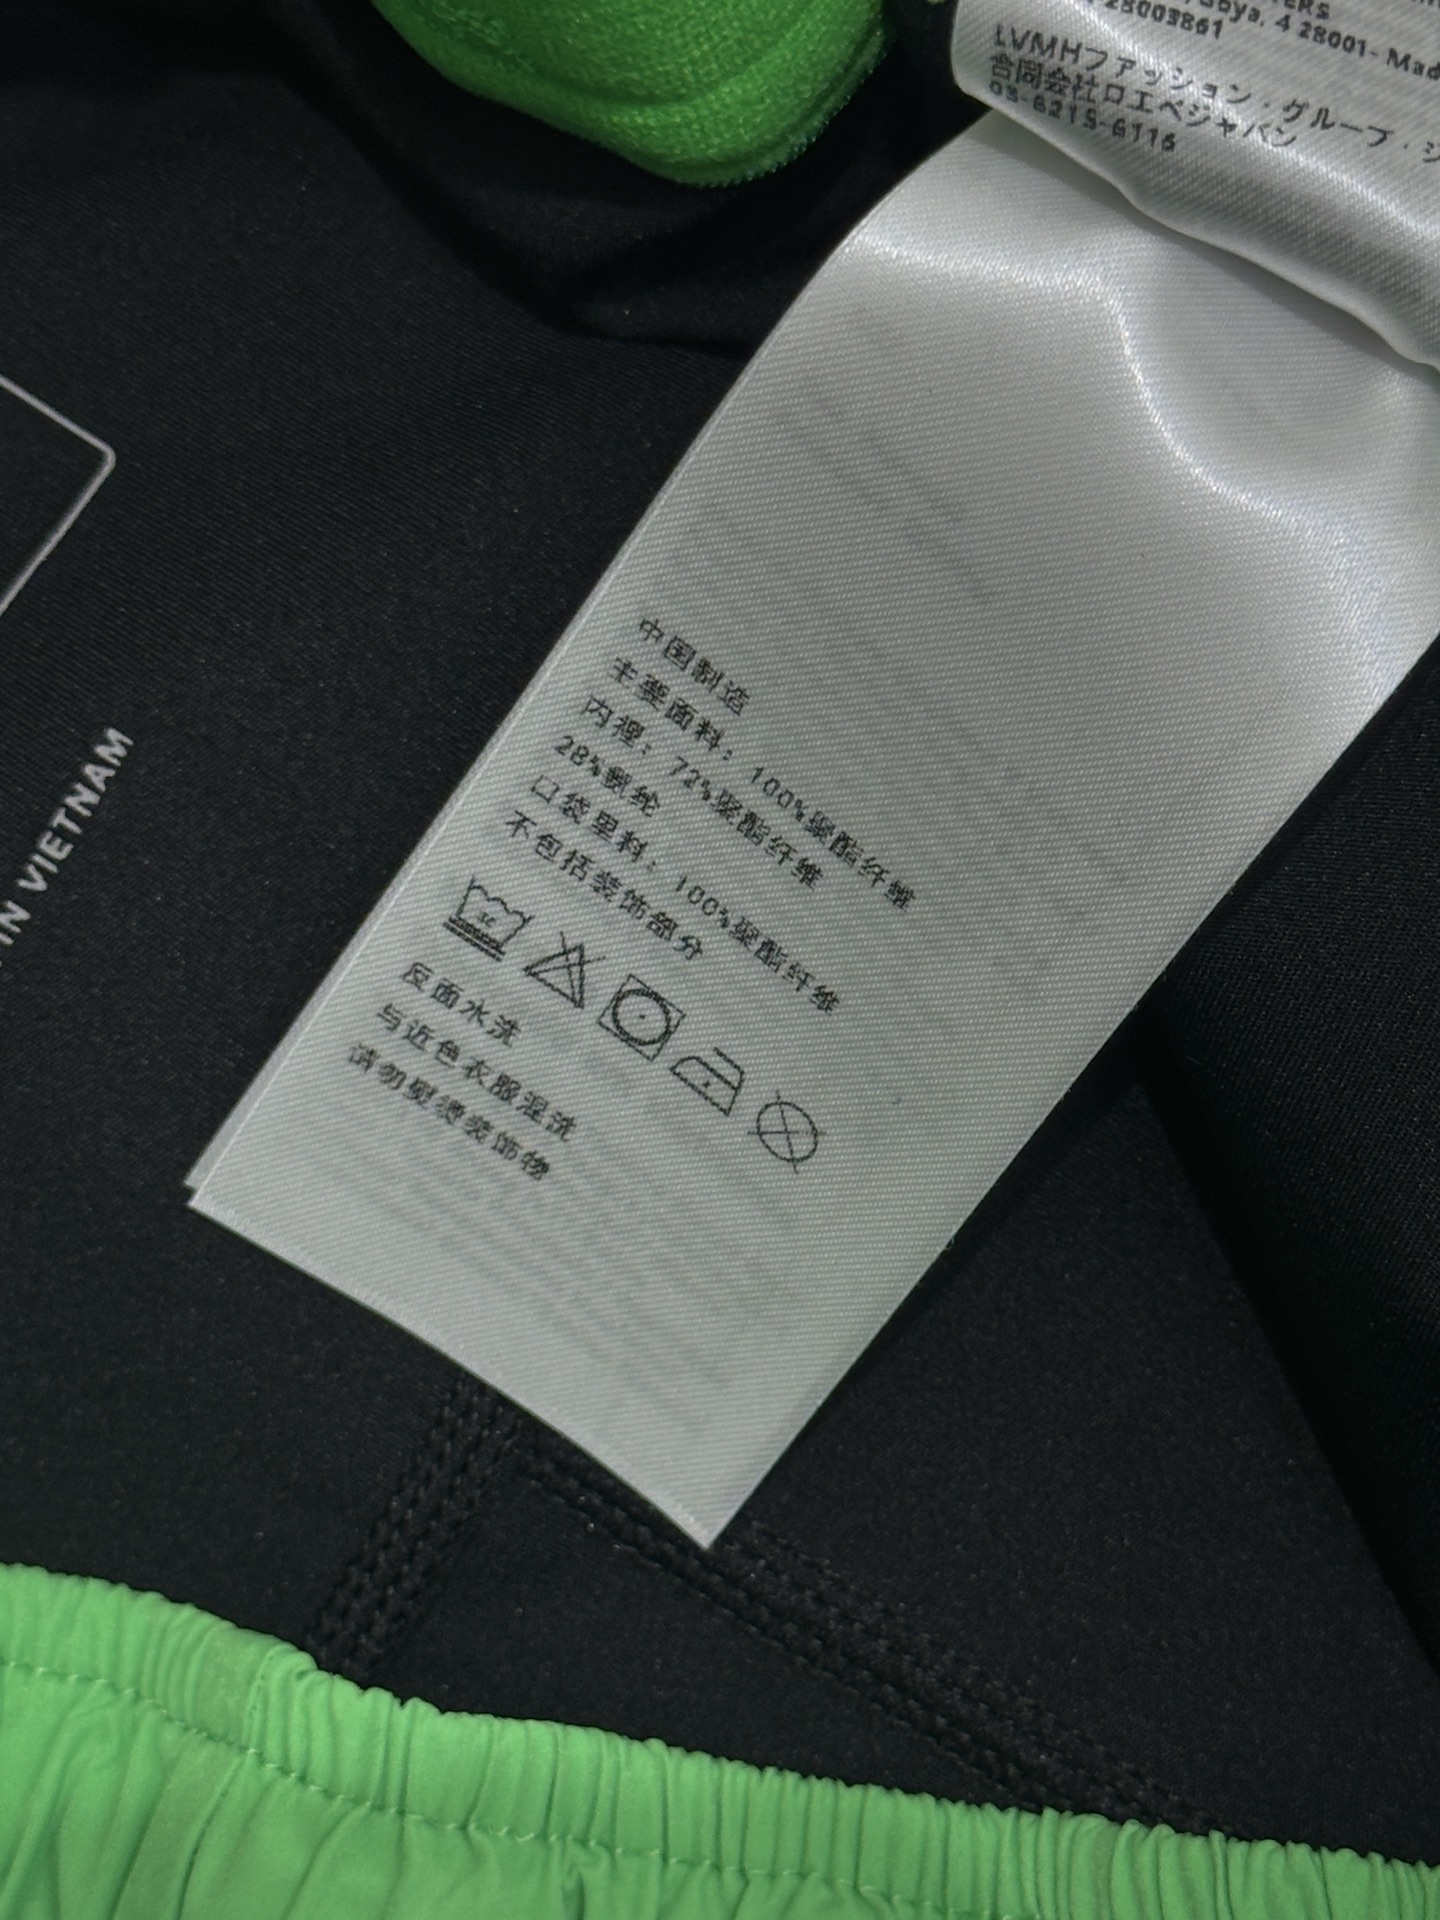 4 28001- Mad
28003861
LVMHファッション・グループ・ジ
合同会社ロエベジャパン
03-6215-6116
中国制造
主要面料: 100%聚酯纤维
内裡: 72%聚酯纤维
28%氨纶
口袋里料: 100%聚酯纤维
不包括装饰部分
反面水洗
与近色衣服混洗
请勿熨烫装饰物
IN VIETNAM